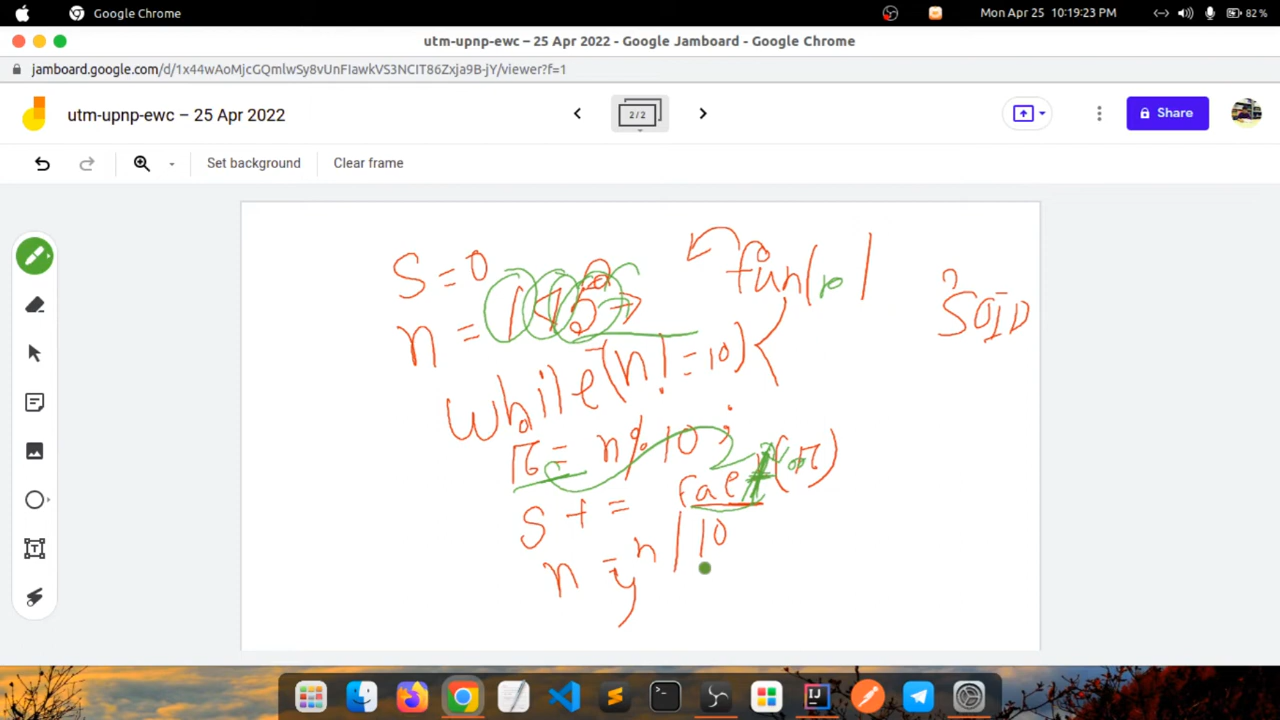 Google Chrome
Mon Apr 25 10:19:23 PM
82 %
utm-upnp-ewc – 25 Apr 2022 - Google Jamboard - Google Chrome
jamboard.google.com/d/1x44wAoMjcGQmlwSy8vUnFIawkVS3NCIT86Zxja9B-jY/viewer?f=1
utm-upnp-ewc – 25 Apr 2022
2 / 2
Share
Set background
Clear frame
S = 0
fun( 10 )
n =
while(n! = 10) {
= n % 10 ;
S + =
n = n / 10